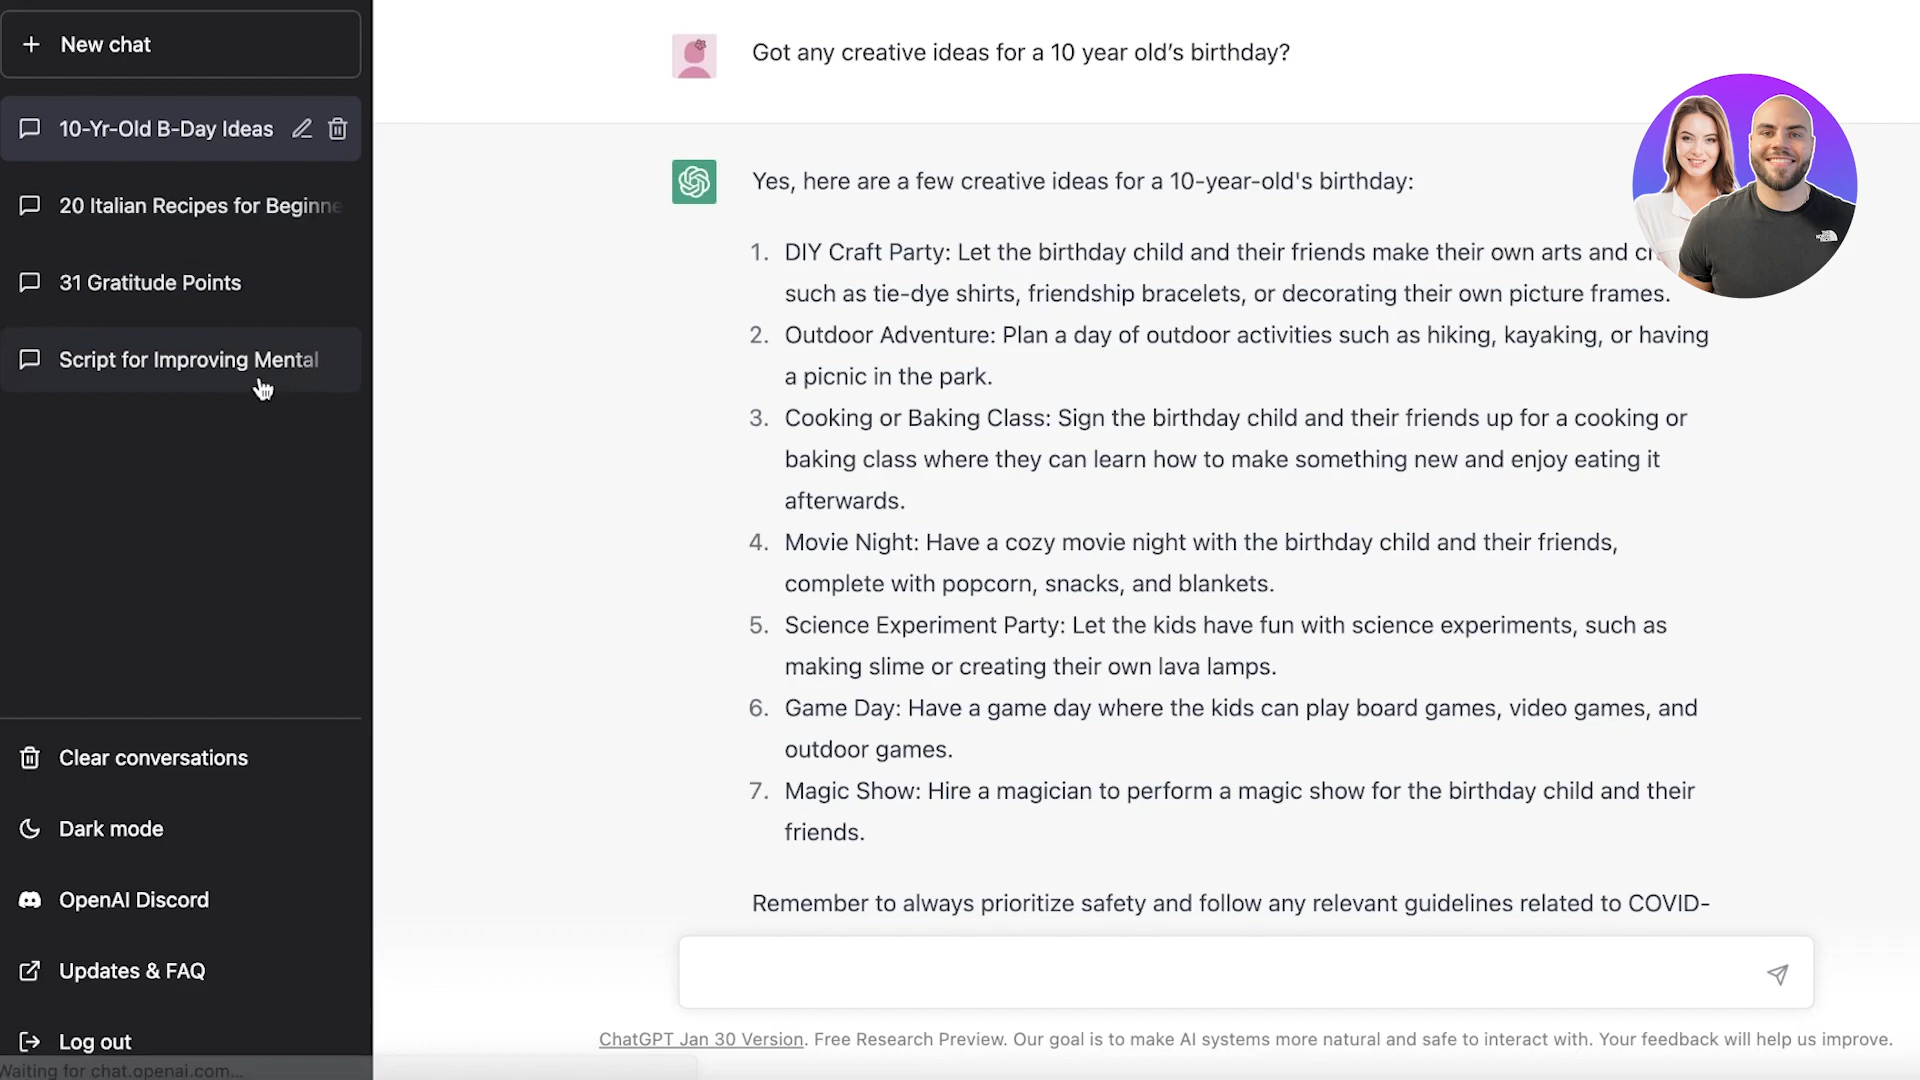 New chat
10-Yr-Old B-Day Ideas
20 Italian Recipes for Beginne
31 Gratitude Points
Script for Improving Mental
Clear conversations
Dark mode
OpenAI Discord
Updates & FAQ
Log out
Waiting for chat.openai.com...
Got any creative ideas for a 10 year old’s birthday?
Yes, here are a few creative ideas for a 10-year-old's birthday:
1. DIY Craft Party: Let the birthday child and their friends make their own arts and cr
such as tie-dye shirts, friendship bracelets, or decorating their own picture frames.
2. Outdoor Adventure: Plan a day of outdoor activities such as hiking, kayaking, or having
a picnic in the park.
3. Cooking or Baking Class: Sign the birthday child and their friends up for a cooking or
baking class where they can learn how to make something new and enjoy eating it
afterwards.
4. Movie Night: Have a cozy movie night with the birthday child and their friends,
complete with popcorn, snacks, and blankets.
5. Science Experiment Party: Let the kids have fun with science experiments, such as
making slime or creating their own lava lamps.
6. Game Day: Have a game day where the kids can play board games, video games, and
outdoor games.
7. Magic Show: Hire a magician to perform a magic show for the birthday child and their
friends.
Remember to always prioritize safety and follow any relevant guidelines related to COVID-
ChatGPT Jan 30 Version. Free Research Preview. Our goal is to make AI systems more natural and safe to interact with. Your feedback will help us improve.